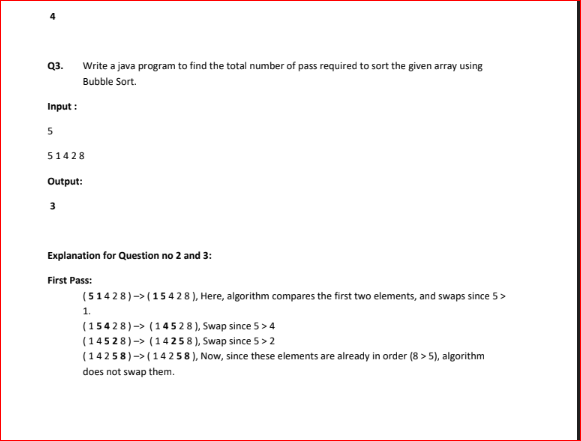 4
Q3. Write a java program to find the total number of pass required to sort the given array using
Bubble Sort.
Input :
5
5 1 4 2 8
Output:
3
Explanation for Question no 2 and 3:
First Pass:
( 5 1 4 2 8 ) –> ( 1 5 4 2 8 ), Here, algorithm compares the first two elements, and swaps since 5 >
1.
( 1 5 4 2 8 ) –> ( 1 4 5 2 8 ), Swap since 5 > 4
( 1 4 5 2 8 ) –> ( 1 4 2 5 8 ), Swap since 5 > 2
( 1 4 2 5 8 ) –> ( 1 4 2 5 8 ), Now, since these elements are already in order (8 > 5), algorithm
does not swap them.